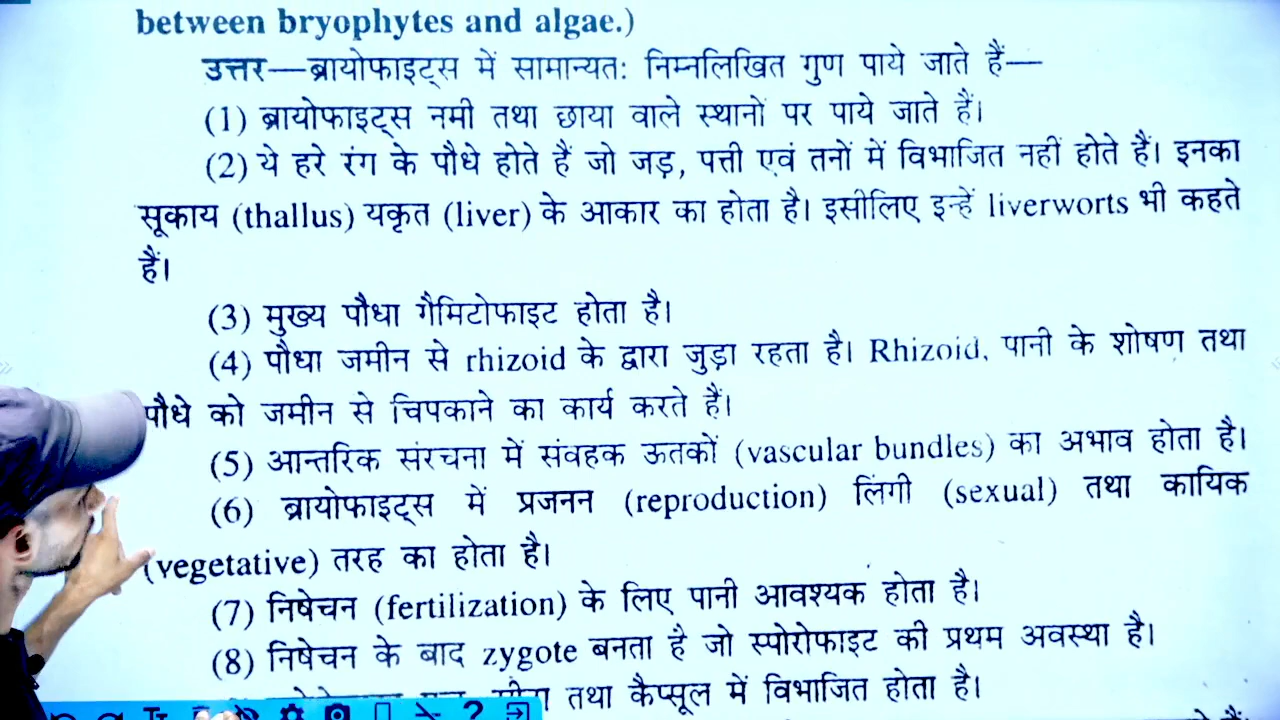 between bryophytes and algae.)
उत्तर—ब्रायोफाइट्स में सामान्यत: निम्नलिखित गुण पाये जाते हैं—
(1) ब्रायोफाइट्स नमी तथा छाया वाले स्थानों पर पाये जाते हैं।
(2) ये हरे रंग के पौधे होते हैं जो जड़, पत्ती एवं तनों में विभाजित नहीं होते हैं। इनका
सूकाय (thallus) यकृत (liver) के आकार का होता है। इसीलिए इन्हें liverworts भी कहते
हैं।
(3) मुख्य पौधा गैमिटोफाइट होता है।
(4) पौधा जमीन से rhizoid के द्वारा जुड़ा रहता है। Rhizoid, पानी के शोषण तथा
पौधे को जमीन से चिपकाने का कार्य करते हैं।
(5) आन्तरिक संरचना में संवहक ऊतकों (vascular bundles) का अभाव होता है।
(6) ब्रायोफाइट्स में प्रजनन (reproduction) लिंगी (sexual) तथा कायिक
(vegetative) तरह का होता है।
(7) निषेचन (fertilization) के लिए पानी आवश्यक होता है।
(8) निषेचन के बाद zygote बनता है जो स्पोरोफाइट की प्रथम अवस्था है।
तथा कैप्सूल में विभाजित होता है।